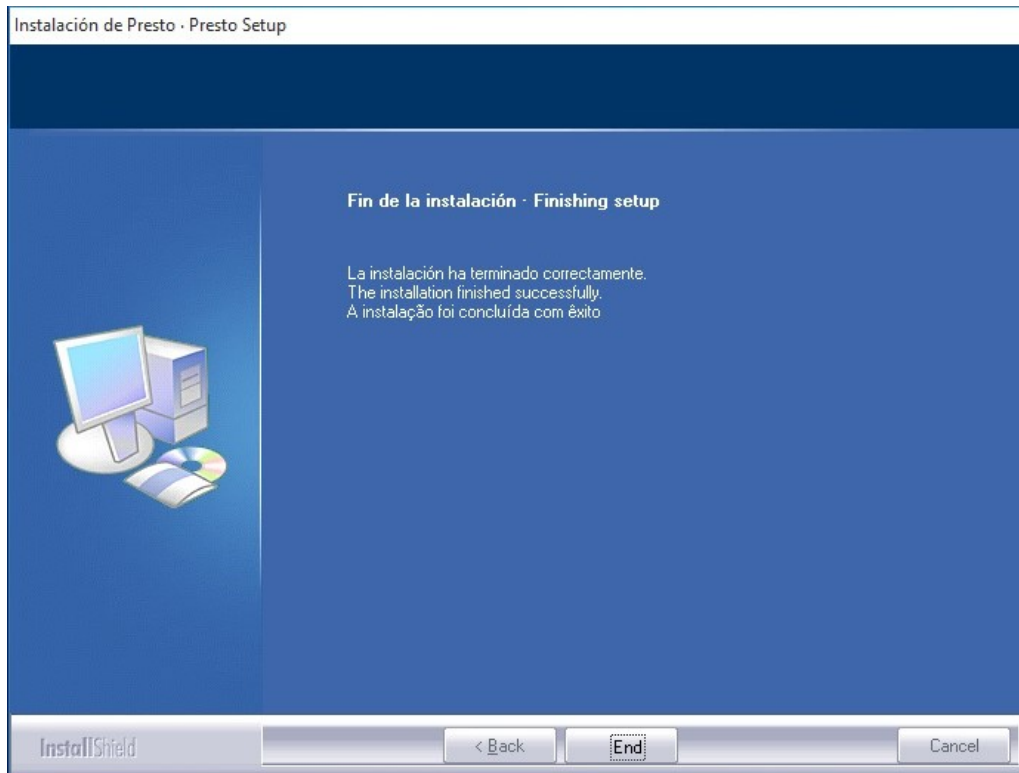 Instalación de Presto · Presto Setup
Fin de la instalación · Finishing setup
La instalación ha terminado correctamente.
The installation finished successfully.
A instalação foi concluída com êxito
InstallShield
< Back
End
Cancel